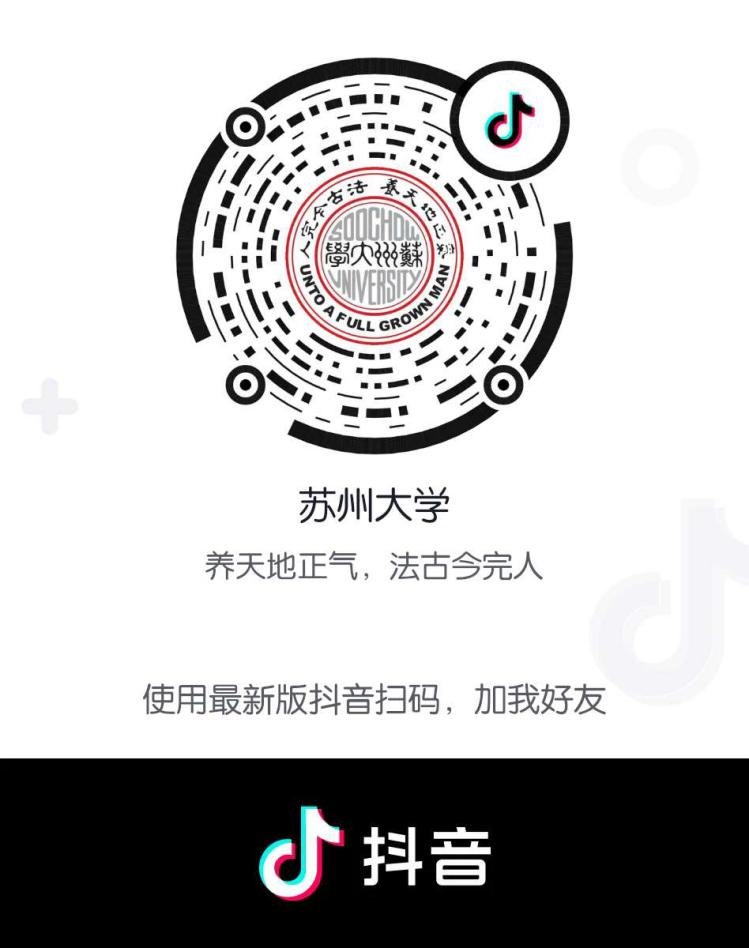 養天地正氣 法古今完人
SOOCHOW
蘇州大學
UNIVERSITY
UNTO A FULL GROWN MAN
苏州大学
养天地正气，法古今完人
使用最新版抖音扫码，加我好友
抖音